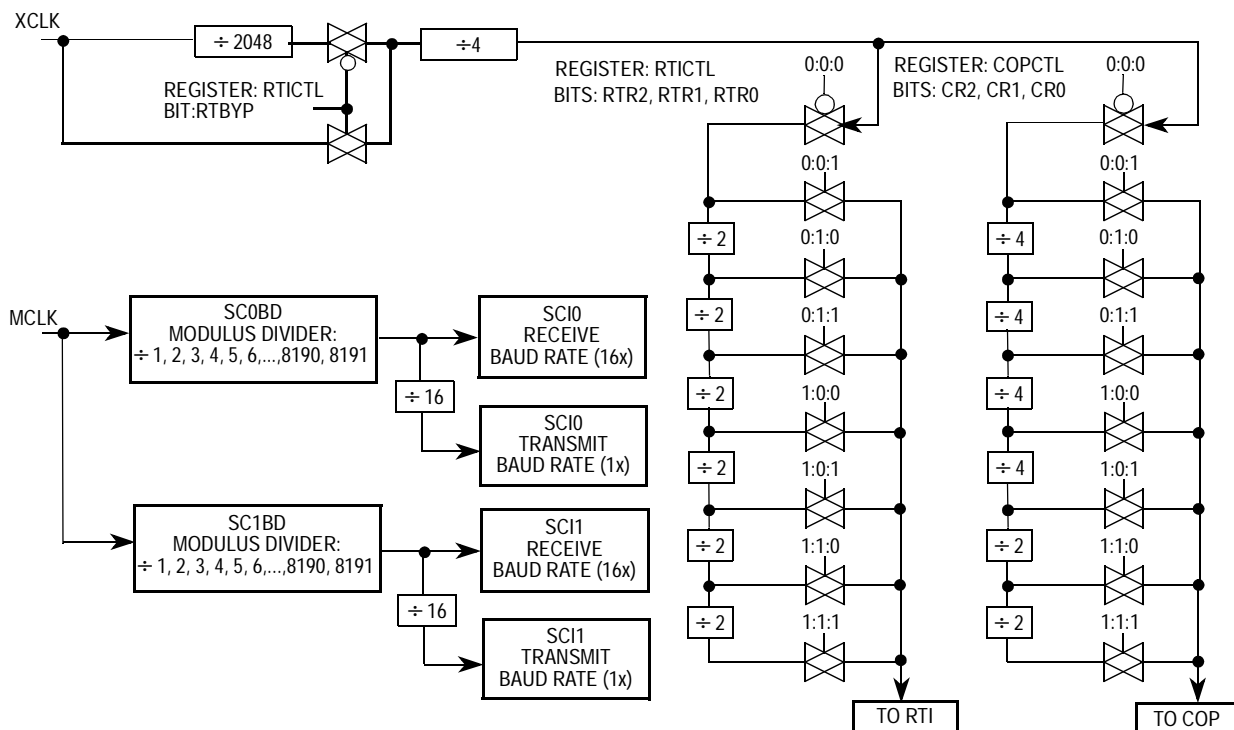 XCLK
÷ 2048
÷4
REGISTER: RTICTL
BIT:RTBYP
REGISTER: RTICTL
BITS: RTR2, RTR1, RTR0
0:0:0
REGISTER: COPCTL
BITS: CR2, CR1, CR0
0:0:0
0:0:1
0:0:1
÷ 2
0:1:0
÷ 4
0:1:0
MCLK
SC0BD
MODULUS DIVIDER:
÷ 1, 2, 3, 4, 5, 6,...,8190, 8191
SCI0
RECEIVE
BAUD RATE (16x)
÷ 16
SCI0
TRANSMIT
BAUD RATE (1x)
÷ 2
0:1:1
÷ 4
0:1:1
÷ 2
1:0:0
÷ 4
1:0:0
÷ 2
1:0:1
÷ 4
1:0:1
SC1BD
MODULUS DIVIDER:
÷ 1, 2, 3, 4, 5, 6,...,8190, 8191
SCI1
RECEIVE
BAUD RATE (16x)
÷ 16
SCI1
TRANSMIT
BAUD RATE (1x)
÷ 2
1:1:0
÷ 2
1:1:0
÷ 2
1:1:1
÷ 2
1:1:1
TO RTI
TO COP